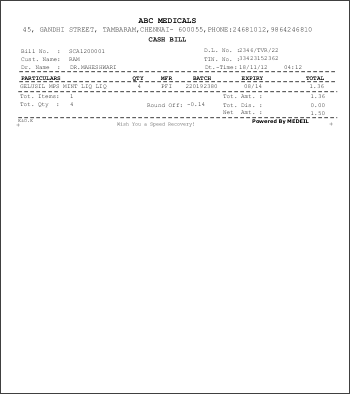 ABC MEDICALS
45, GANDHI STREET, TAMBARAM,CHENNAI- 600055,PHONE:24681012,9864246810
CASH BILL
Bill No. : SCA1200001 D.L. No.:2344/TVR/22
Cust. Name: RAM TIN. No. :33423152362
Dr. Name : DR.MAHESHWARI Dt.-Time:18/11/12 04:12
PARTICULARS QTY MFR BATCH EXPIRY TOTAL
GELUSIL MPS MINT LIQ LIQ 4 PFI 220192380 08/14 1.36
Tot. Items: 1 Tot. Amt. : 1.36
Tot. Qty : 4 Round Off: -0.14 Tot. Dis. : 0.00
Net Amt. : 1.50
E&O.E Powered By MEDEIL
* Wish You a Speed Recovery! *